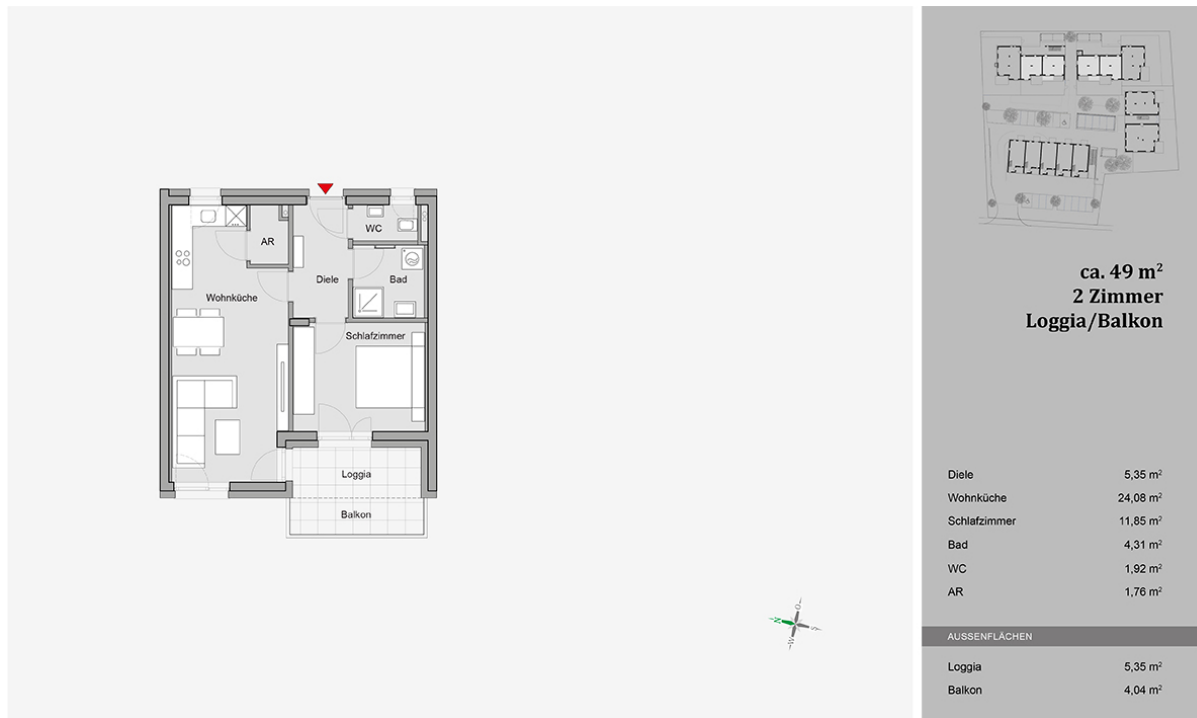 AR
WC
Diele
Bad
Wohnküche
Schlafzimmer
Loggia
Balkon
N
O
S
W
ca. 49 m²
2 Zimmer
Loggia/Balkon
Diele 5,35 m²
Wohnküche 24,08 m²
Schlafzimmer 11,85 m²
Bad 4,31 m²
WC 1,92 m²
AR 1,76 m²
AUSSENFLÄCHEN
Loggia 5,35 m²
Balkon 4,04 m²